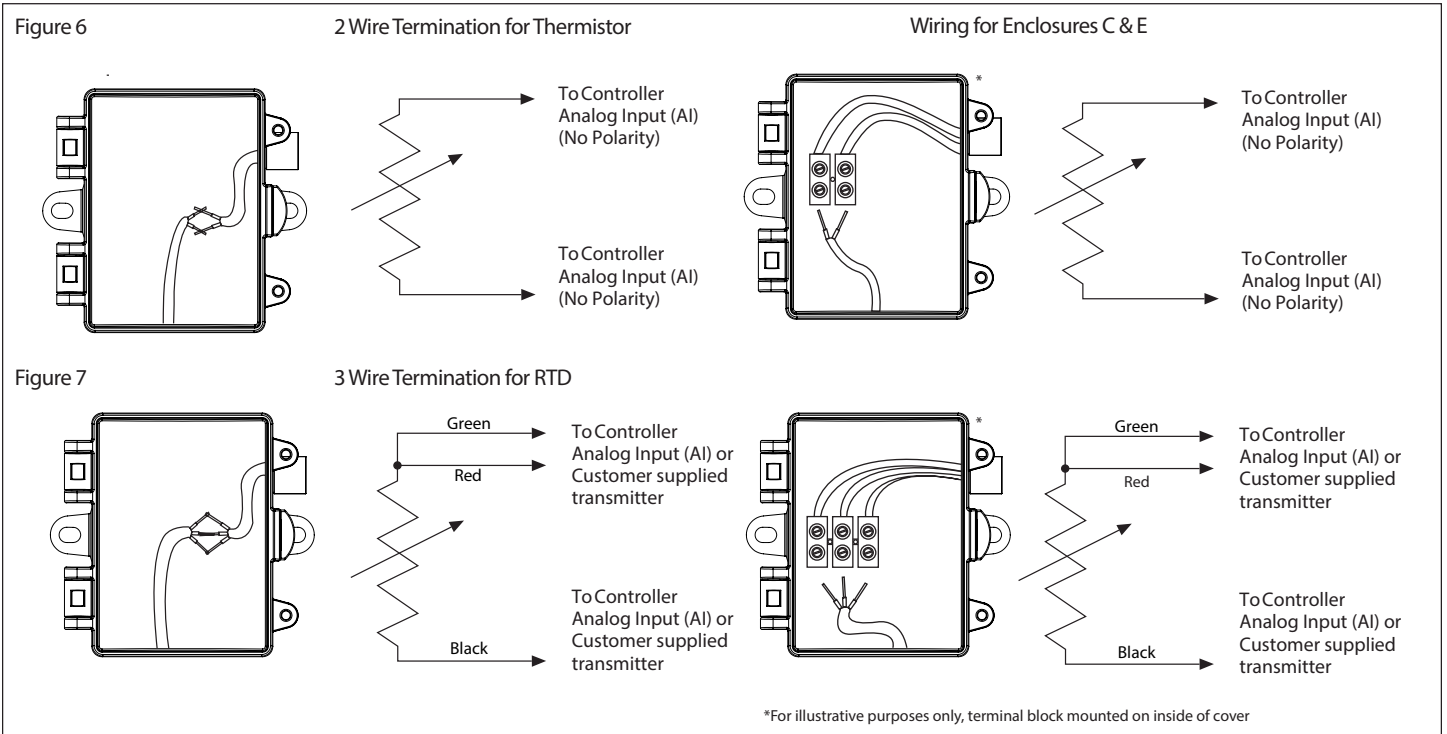 Figure 6
2 Wire Termination for Thermistor
Wiring for Enclosures C & E
To Controller
Analog Input (AI)
(No Polarity)
To Controller
Analog Input (AI)
(No Polarity)
*
To Controller
Analog Input (AI)
(No Polarity)
To Controller
Analog Input (AI)
(No Polarity)
Figure 7
3 Wire Termination for RTD
Green
Red
To Controller
Analog Input (AI) or
Customer supplied
transmitter
Black
To Controller
Analog Input (AI) or
Customer supplied
transmitter
*
Green
Red
To Controller
Analog Input (AI) or
Customer supplied
transmitter
Black
To Controller
Analog Input (AI) or
Customer supplied
transmitter
*For illustrative purposes only, terminal block mounted on inside of cover